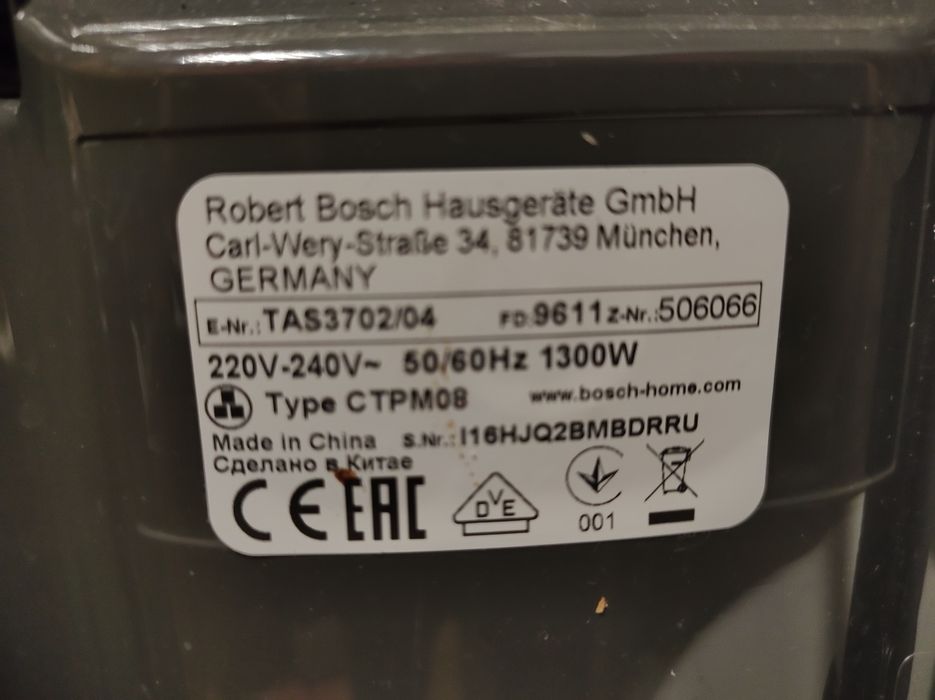 Robert Bosch Hausgeräte GmbH
Carl-Wery-Straße 34, 81739 München,
GERMANY
E-Nr.: TAS3702/04 FD: 9611 Z-Nr.: 506066
220V-240V~ 50/60Hz 1300W
Type CTPM08 www.bosch-home.com
Made in China S.Nr.: I16HJQ2BMBDRRU
Сделано в Китае
CE EAC DVE
001